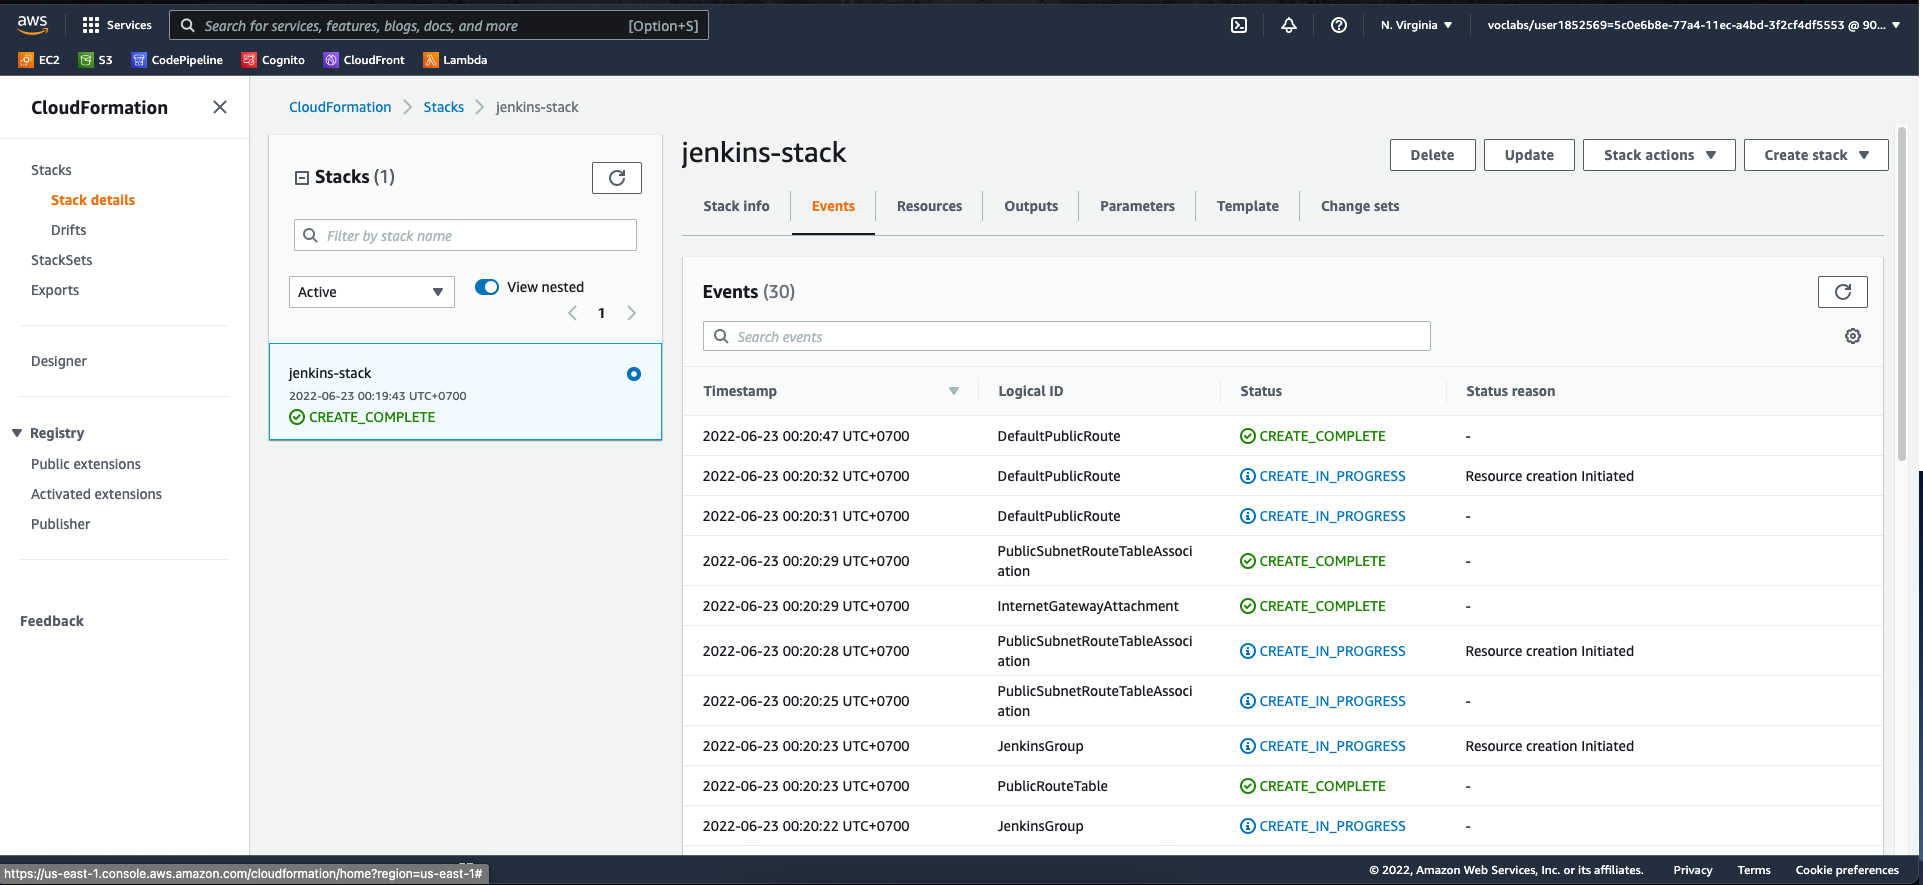 aws
Services
Search for services, features, blogs, docs, and more
[Option+S]
N. Virginia
voclabs/user1852569=5c0e6b8e-77a4-11ec-a4bd-3f2cf4df5553 @ 90...
EC2
S3
CodePipeline
Cognito
CloudFront
Lambda
CloudFormation
Stacks
Stack details
Drifts
StackSets
Exports
Designer
Registry
Public extensions
Activated extensions
Publisher
Feedback
CloudFormation
Stacks
jenkins-stack
Stacks (1)
Filter by stack name
Active
View nested
1
jenkins-stack
2022-06-23 00:19:43 UTC+0700
CREATE_COMPLETE
jenkins-stack
Delete
Update
Stack actions
Create stack
Stack info
Events
Resources
Outputs
Parameters
Template
Change sets
Events (30)
Search events
Timestamp Logical ID Status Status reason
2022-06-23 00:20:47 UTC+0700 DefaultPublicRoute CREATE_COMPLETE -
2022-06-23 00:20:32 UTC+0700 DefaultPublicRoute CREATE_IN_PROGRESS Resource creation Initiated
2022-06-23 00:20:31 UTC+0700 DefaultPublicRoute CREATE_IN_PROGRESS -
2022-06-23 00:20:29 UTC+0700 PublicSubnetRouteTableAssoci
ation CREATE_COMPLETE -
2022-06-23 00:20:29 UTC+0700 InternetGatewayAttachment CREATE_COMPLETE -
2022-06-23 00:20:28 UTC+0700 PublicSubnetRouteTableAssoci
ation CREATE_IN_PROGRESS Resource creation Initiated
2022-06-23 00:20:25 UTC+0700 PublicSubnetRouteTableAssoci
ation CREATE_IN_PROGRESS -
2022-06-23 00:20:23 UTC+0700 JenkinsGroup CREATE_IN_PROGRESS Resource creation Initiated
2022-06-23 00:20:23 UTC+0700 PublicRouteTable CREATE_COMPLETE -
2022-06-23 00:20:22 UTC+0700 JenkinsGroup CREATE_IN_PROGRESS -
https://us-east-1.console.aws.amazon.com/cloudformation/home?region=us-east-1#
© 2022, Amazon Web Services, Inc. or its affiliates.
Privacy
Terms
Cookie preferences